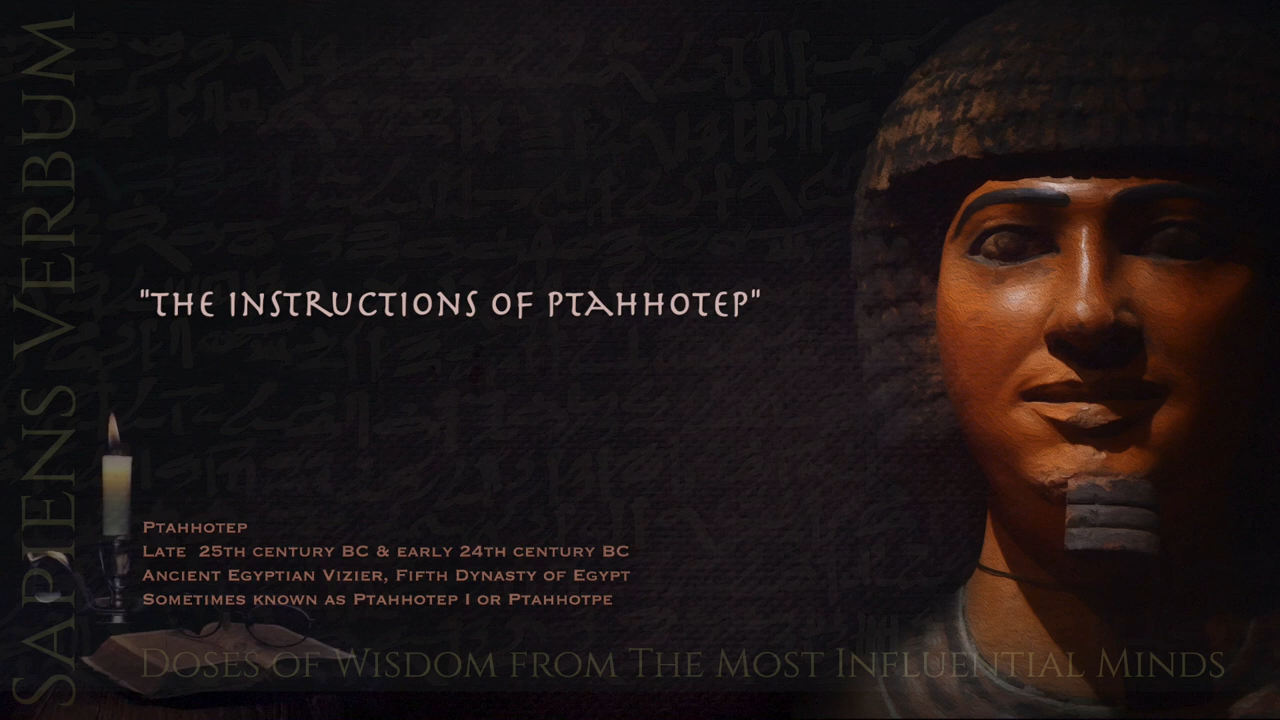 SAPIENS VERBUM
"THE INSTRUCTIONS OF PTAHHOTEP"
PTAHHOTEP
LATE 25TH CENTURY BC & EARLY 24TH CENTURY BC
ANCIENT EGYPTIAN VIZIER, FIFTH DYNASTY OF EGYPT
SOMETIMES KNOWN AS PTAHHOTEP I OR PTAHHOTPE
DOSES OF WISDOM FROM THE MOST INFLUENTIAL MINDS